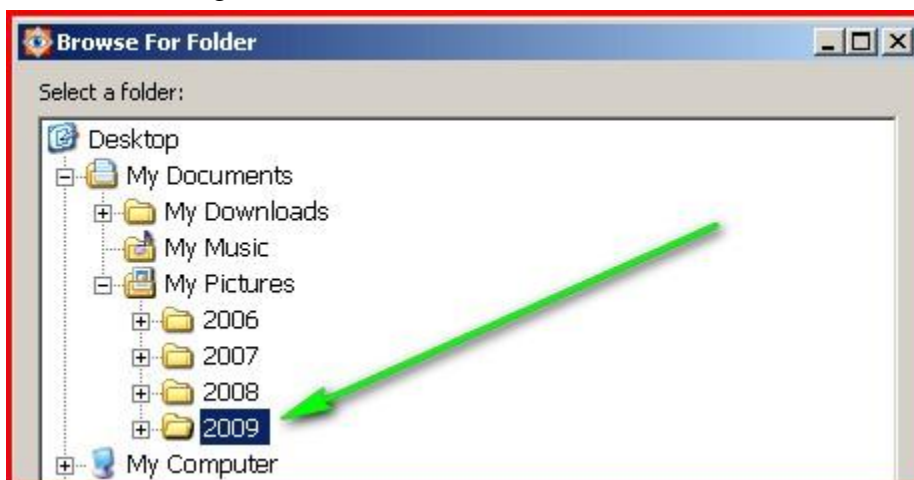 Browse For Folder
Select a folder:
Desktop
My Documents
My Downloads
My Music
My Pictures
2006
2007
2008
2009
My Computer